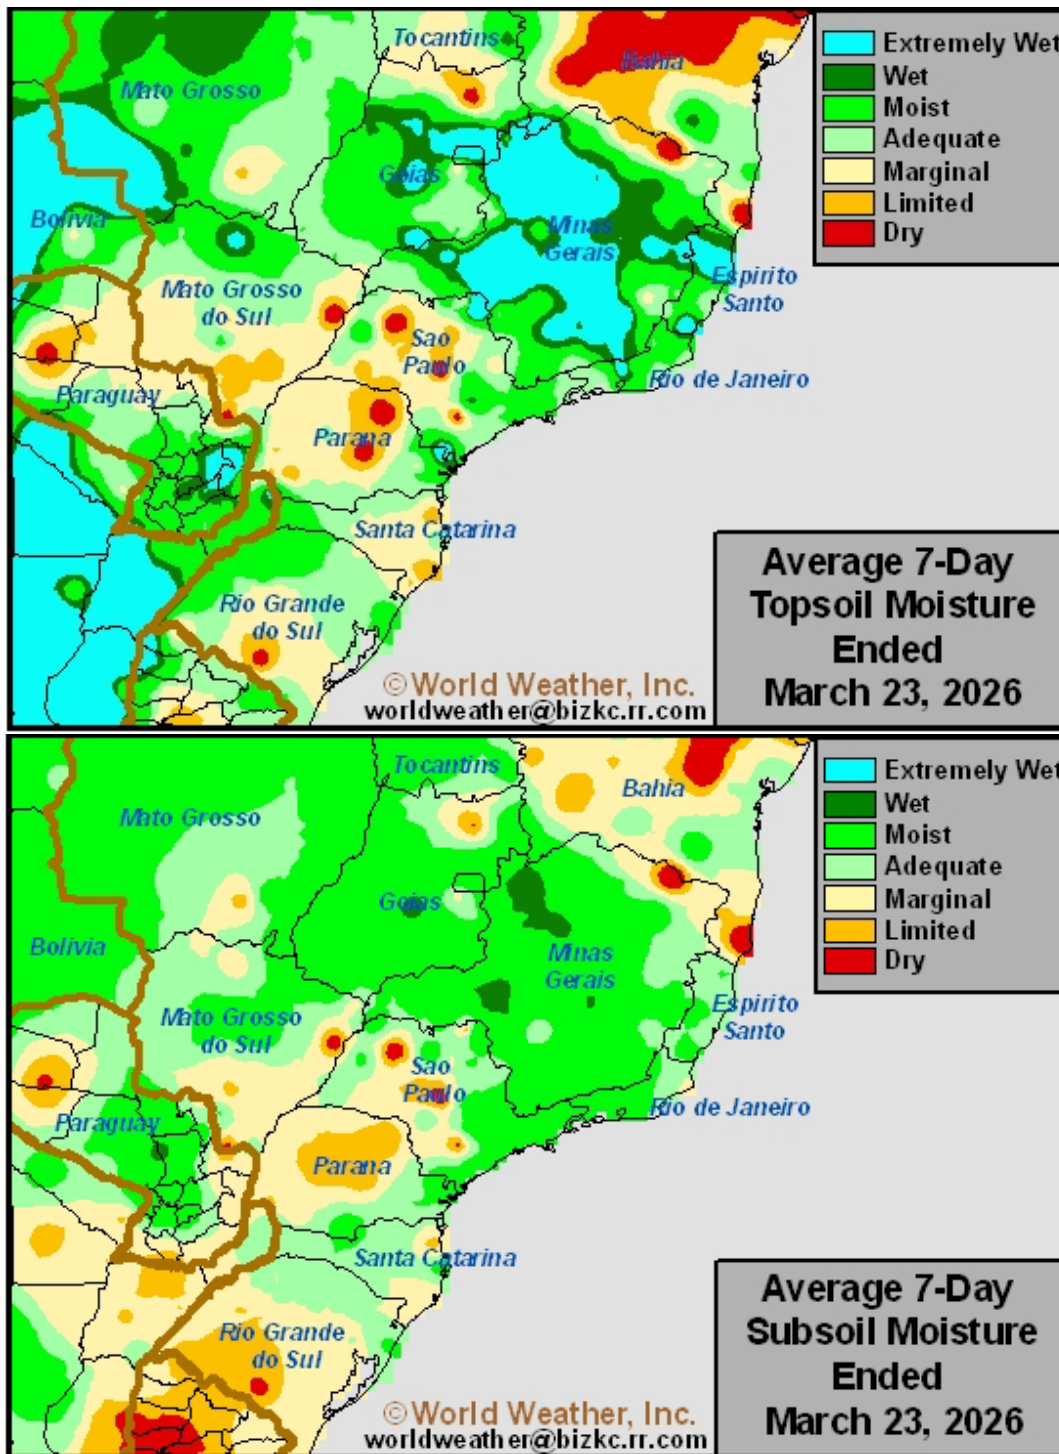 Tocantins
Bahia
Mato Grosso
Goias
Bolivia
Minas
Gerais
Mato Grosso
do Sul
Espirito
Santo
Sao
Paulo
Rio de Janeiro
Paraguay
Parana
Santa Catarina
Rio Grande
do Sul
Extremely Wet
Wet
Moist
Adequate
Marginal
Limited
Dry
Average 7-Day
Topsoil Moisture
Ended
March 23, 2026
©World Weather, Inc.
worldweather@bizkc.rr.com
Tocantins
Bahia
Mato Grosso
Goias
Bolivia
Minas
Gerais
Mato Grosso
do Sul
Espirito
Santo
Sao
Paulo
Rio de Janeiro
Paraguay
Parana
Santa Catarina
Rio Grande
do Sul
Extremely Wet
Wet
Moist
Adequate
Marginal
Limited
Dry
Average 7-Day
Subsoil Moisture
Ended
March 23, 2026
©World Weather, Inc.
worldweather@bizkc.rr.com